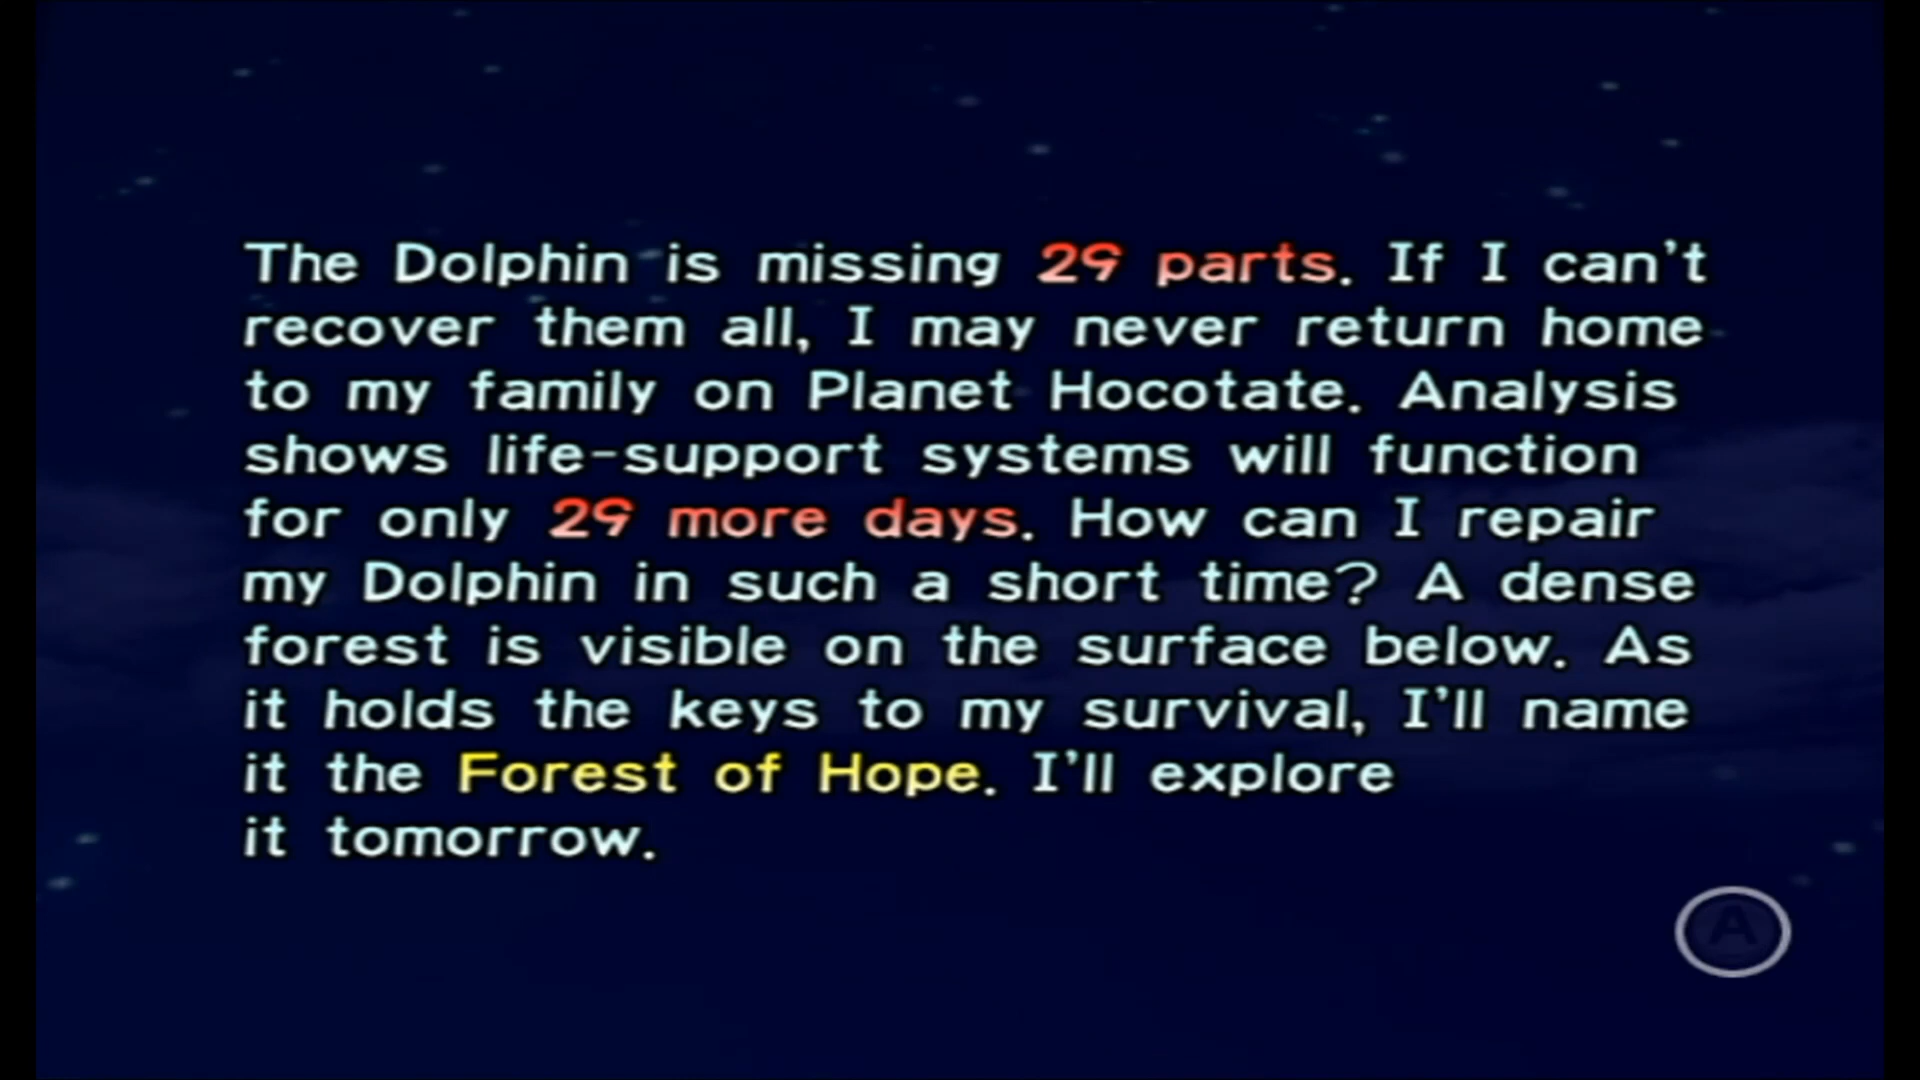 The Dolphin is missing 29 parts. If I can't
recover them all, I may never return home
to my family on Planet Hocotate. Analysis
shows life-support systems will function
for only 29 more days. How can I repair
my Dolphin in such a short time? A dense
forest is visible on the surface below. As
it holds the keys to my survival, I'll name
it the Forest of Hope. I'll explore
it tomorrow.
A